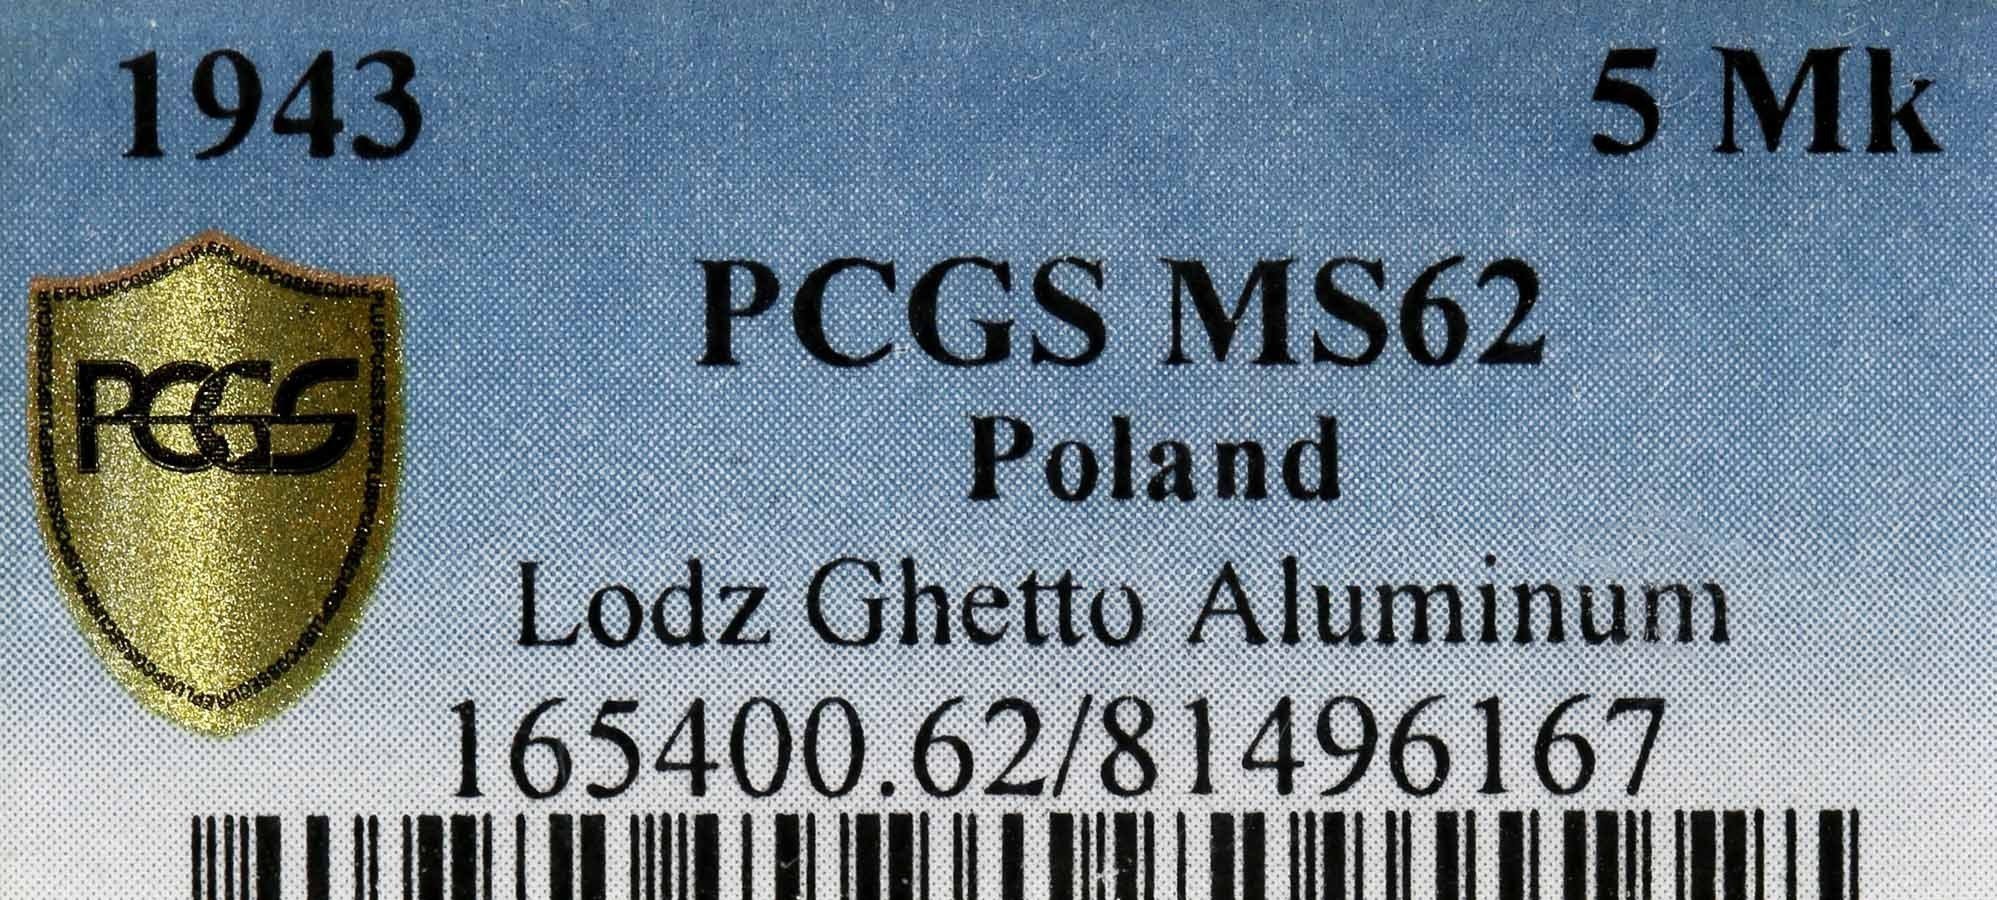 1943 5 Mk
PCGS MS62
PCGS
Poland
Lodz Ghetto Aluminum
165400.62/81496167